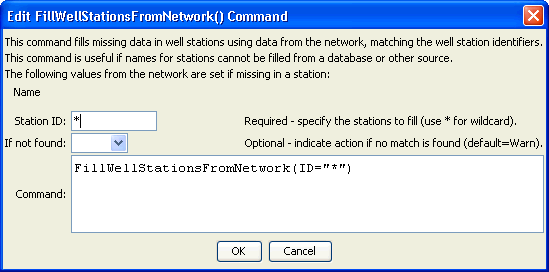 Edit FillWellStationsFromNetwork() Command
This command fills missing data in well stations using data from the network, matching the well station identifiers.
This command is useful if names for stations cannot be filled from a database or other source.
The following values from the network are set if missing in a station:
Name
Station ID: * Required - specify the stations to fill (use * for wildcard).
If not found: Optional - indicate action if no match is found (default=Warn).
FillWellStationsFromNetwork(ID="*")
Command:
OK Cancel